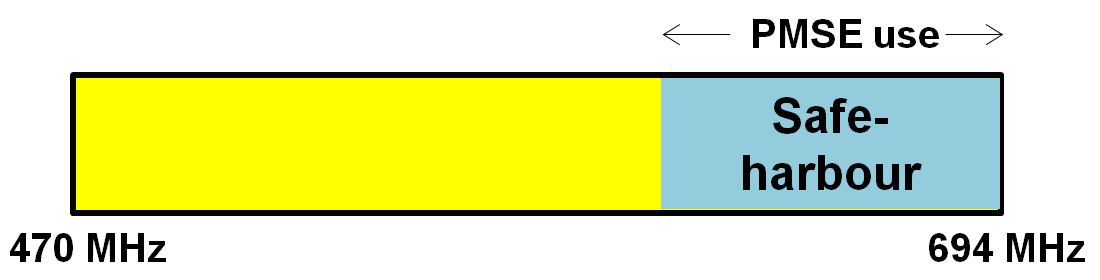 PMSE use
Safe-
harbour
470 MHz
694 MHz